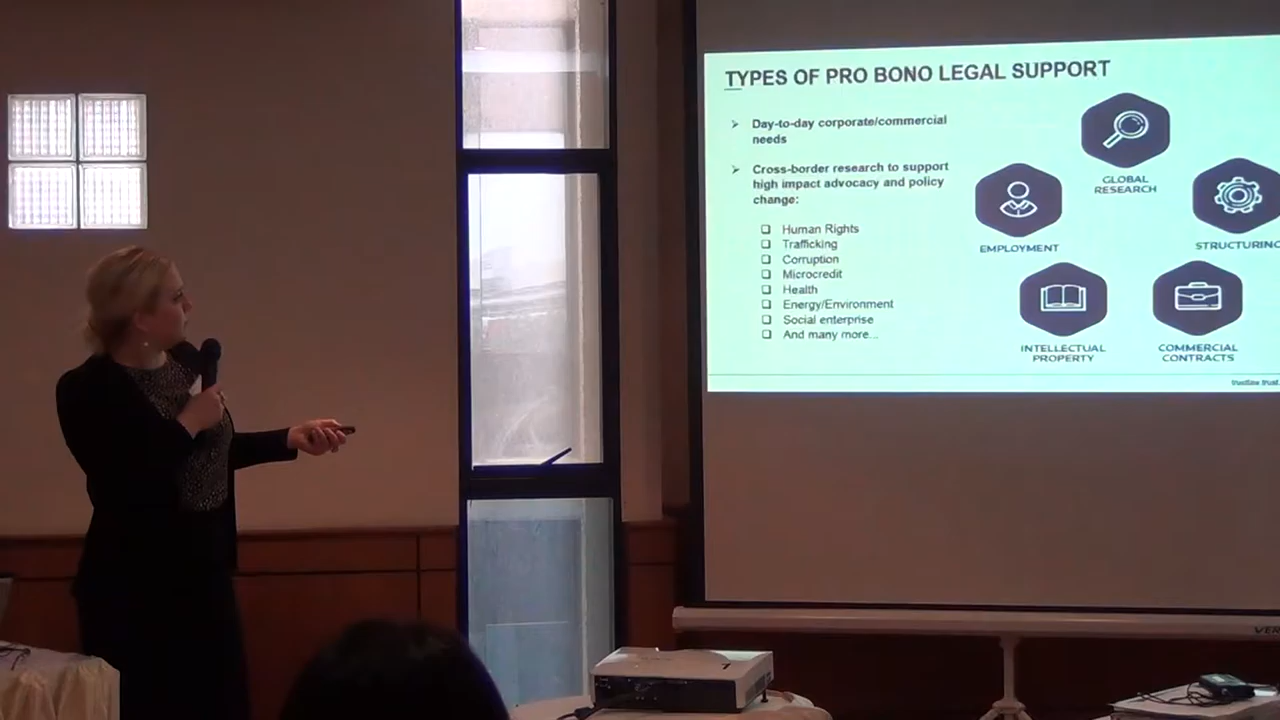 TYPES OF PRO BONO LEGAL SUPPORT
Day-to-day corporate/commercial
needs
Cross-border research to support
high impact advocacy and policy
change:
Human Rights
Trafficking
Corruption
Microcredit
Health
Energy/Environment
Social enterprise
And many more...
GLOBAL
RESEARCH
EMPLOYMENT
STRUCTURING
INTELLECTUAL
PROPERTY
COMMERCIAL
CONTRACTS